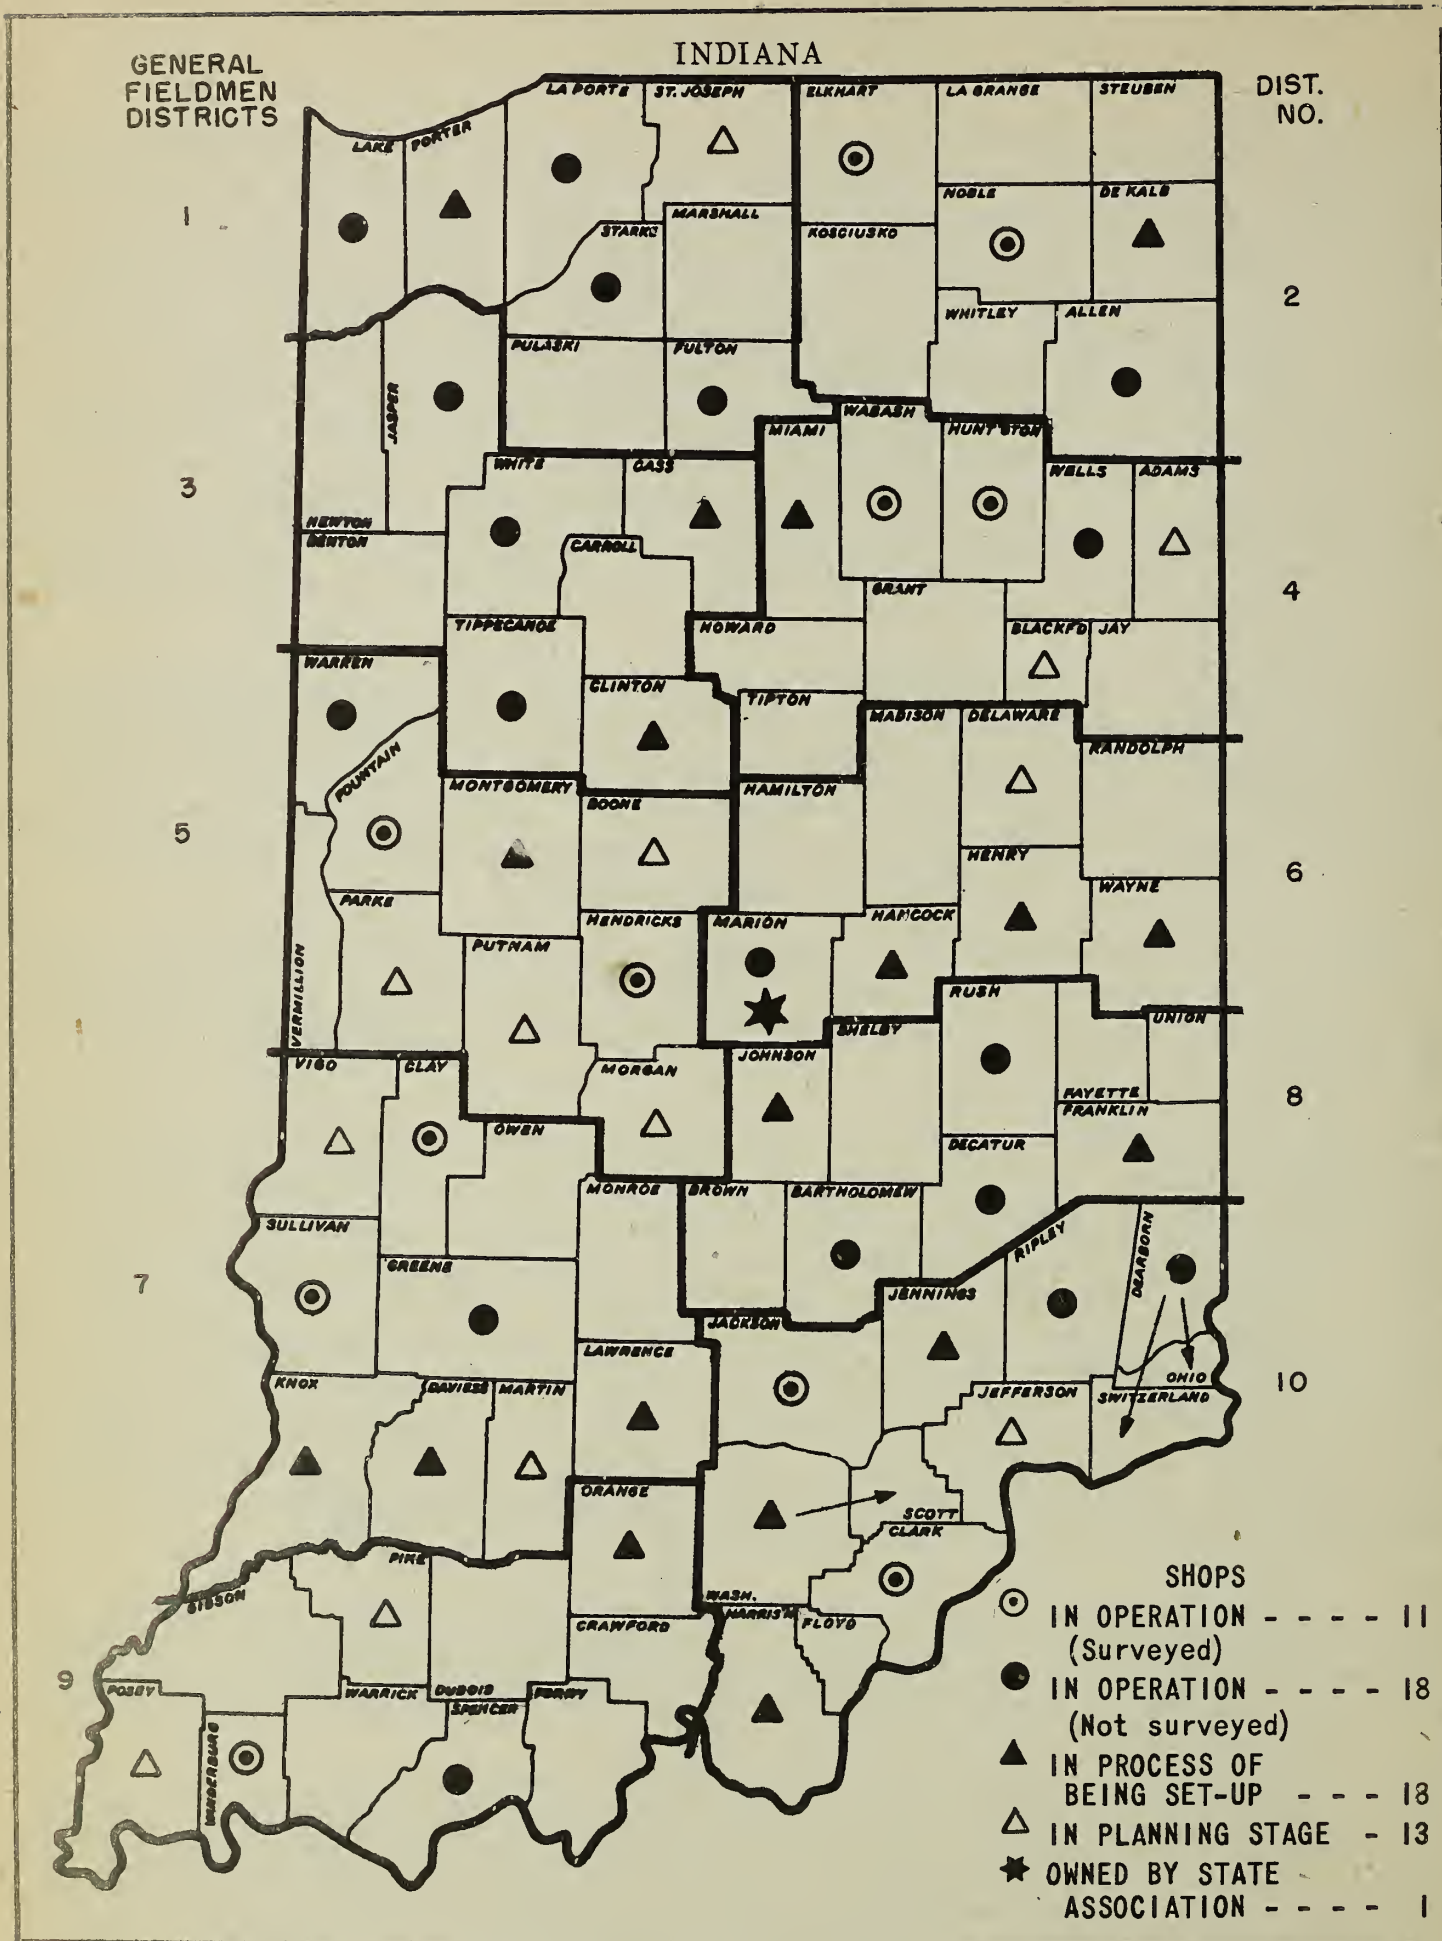 INDIANA
GENERAL
FIELDMEN
DISTRICTS
DIST.
NO.
LA PORTE
ST. JOSEPH
ELKHART
LA GRANGE
STEUBEN
LAKE
PORTER
NOBLE
DE KALB
1
MARSHALL
STARKE
KOSCIUSKO
2
WHITLEY
ALLEN
PULASKI
FULTON
JASPER
WABASH
MIAMI
HUNT'GTON
WHITE
CASS
WELLS
ADAMS
3
NEWTON
BENTON
CARROLL
GRANT
4
TIPPECANOE
HOWARD
BLACKF'D
JAY
WARREN
CLINTON
TIPTON
MADISON
DELAWARE
RANDOLPH
FOUNTAIN
MONTGOMERY
BOONE
HAMILTON
5
HENRY
6
PARKE
WAYNE
HENDRICKS
MARION
HANCOCK
PUTNAM
VERMILLION
RUSH
UNION
SHELBY
VIGO
CLAY
MORGAN
JOHNSON
FAYETTE
8
FRANKLIN
OWEN
DECATUR
MONROE
BROWN
BARTHOLOMEW
SULLIVAN
RIPLEY
DEARBORN
GREENE
7
JENNINGS
JACKSON
LAWRENCE
OHIO
KNOX
DAVIESS
MARTIN
JEFFERSON
SWITZERLAND
10
ORANGE
SCOTT
CLARK
PIKE
GIBSON
WASH.
HARRIS'N
FLOYD
CRAWFORD
9
POSEY
WARRICK
DUBOIS
PERRY
SPENCER
VANDERBURG
SHOPS
IN OPERATION - - - - 11
(Surveyed)
IN OPERATION - - - - 18
(Not surveyed)
IN PROCESS OF
BEING SET-UP - - - 18
IN PLANNING STAGE - 13
OWNED BY STATE
ASSOCIATION - - - - 1